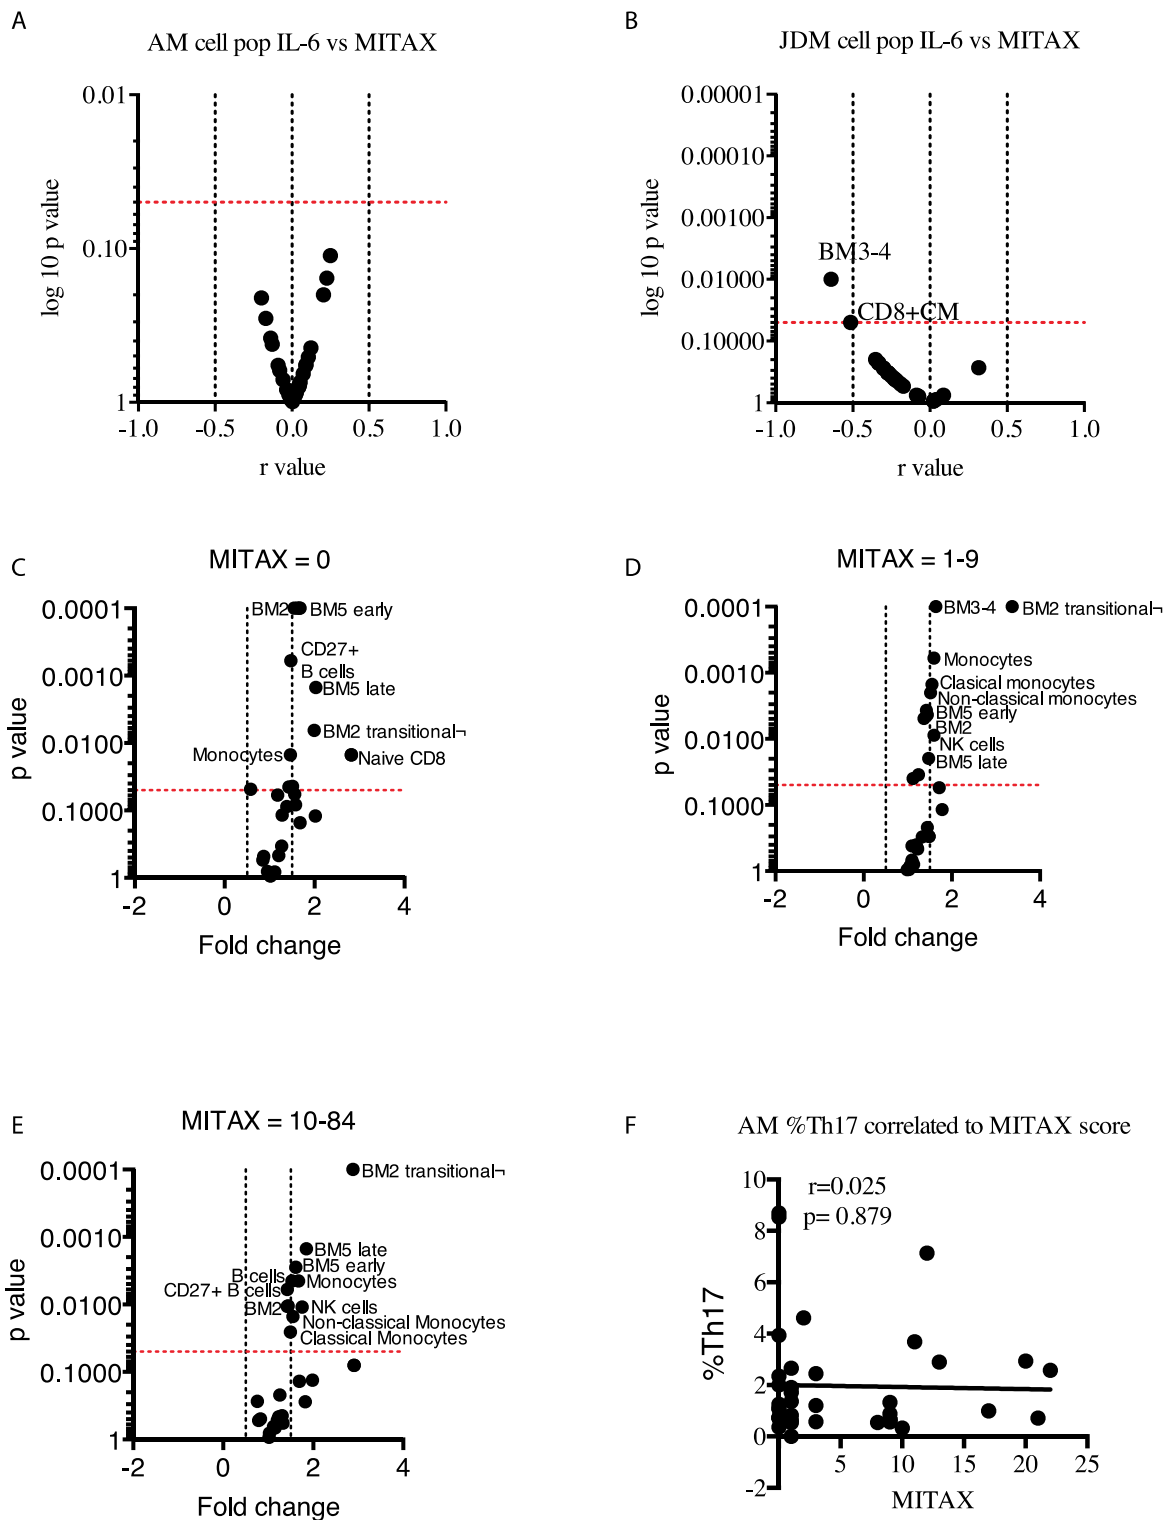 A
AM cell pop IL-6 vs MITAX
0.01
0.10
1
log 10 p value
-1.0 -0.5 0.0 0.5 1.0
r value
B
JDM cell pop IL-6 vs MITAX
0.00001
0.00010
0.00100
0.01000
0.10000
1
log 10 p value
BM3-4
CD8+CM
-1.0 -0.5 0.0 0.5 1.0
r value
C
MITAX = 0
0.0001
0.0010
0.0100
0.1000
1
p value
BM2 BM5 early
CD27+
B cells
BM5 late
BM2 transitional¬
Monocytes Naive CD8
-2 0 2 4
Fold change
D
MITAX = 1-9
0.0001
0.0010
0.0100
0.1000
1
p value
BM3-4 BM2 transitional¬
Monocytes
Clasical monocytes
Non-classical monocytes
BM5 early
BM2
NK cells
BM5 late
-2 0 2 4
Fold change
E
MITAX = 10-84
0.0001
0.0010
0.0100
0.1000
1
p value
BM2 transitional¬
BM5 late
BM5 early
B cells Monocytes
CD27+ B cells
BM2 NK cells
Non-classical Monocytes
Classical Monocytes
-2 0 2 4
Fold change
F
AM %Th17 correlated to MITAX score
r=0.025
p= 0.879
10
8
6
4
2
0
-2
%Th17
5 10 15 20 25
MITAX